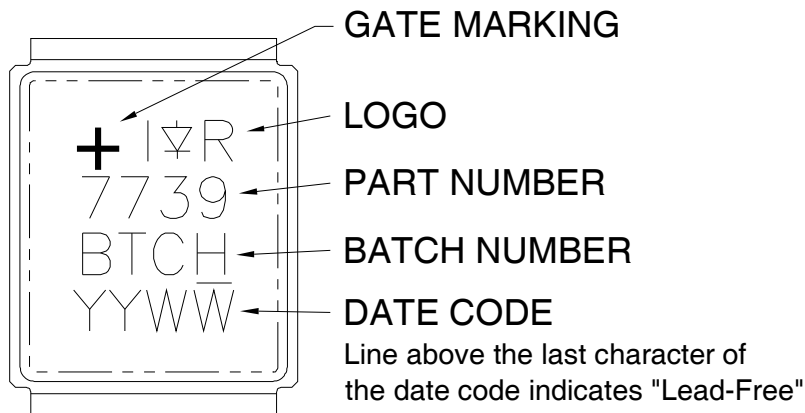 GATE MARKING
+ I R
LOGO
7739
PART NUMBER
BTCH
BATCH NUMBER
YYWW̅
DATE CODE
Line above the last character of
the date code indicates "Lead-Free"